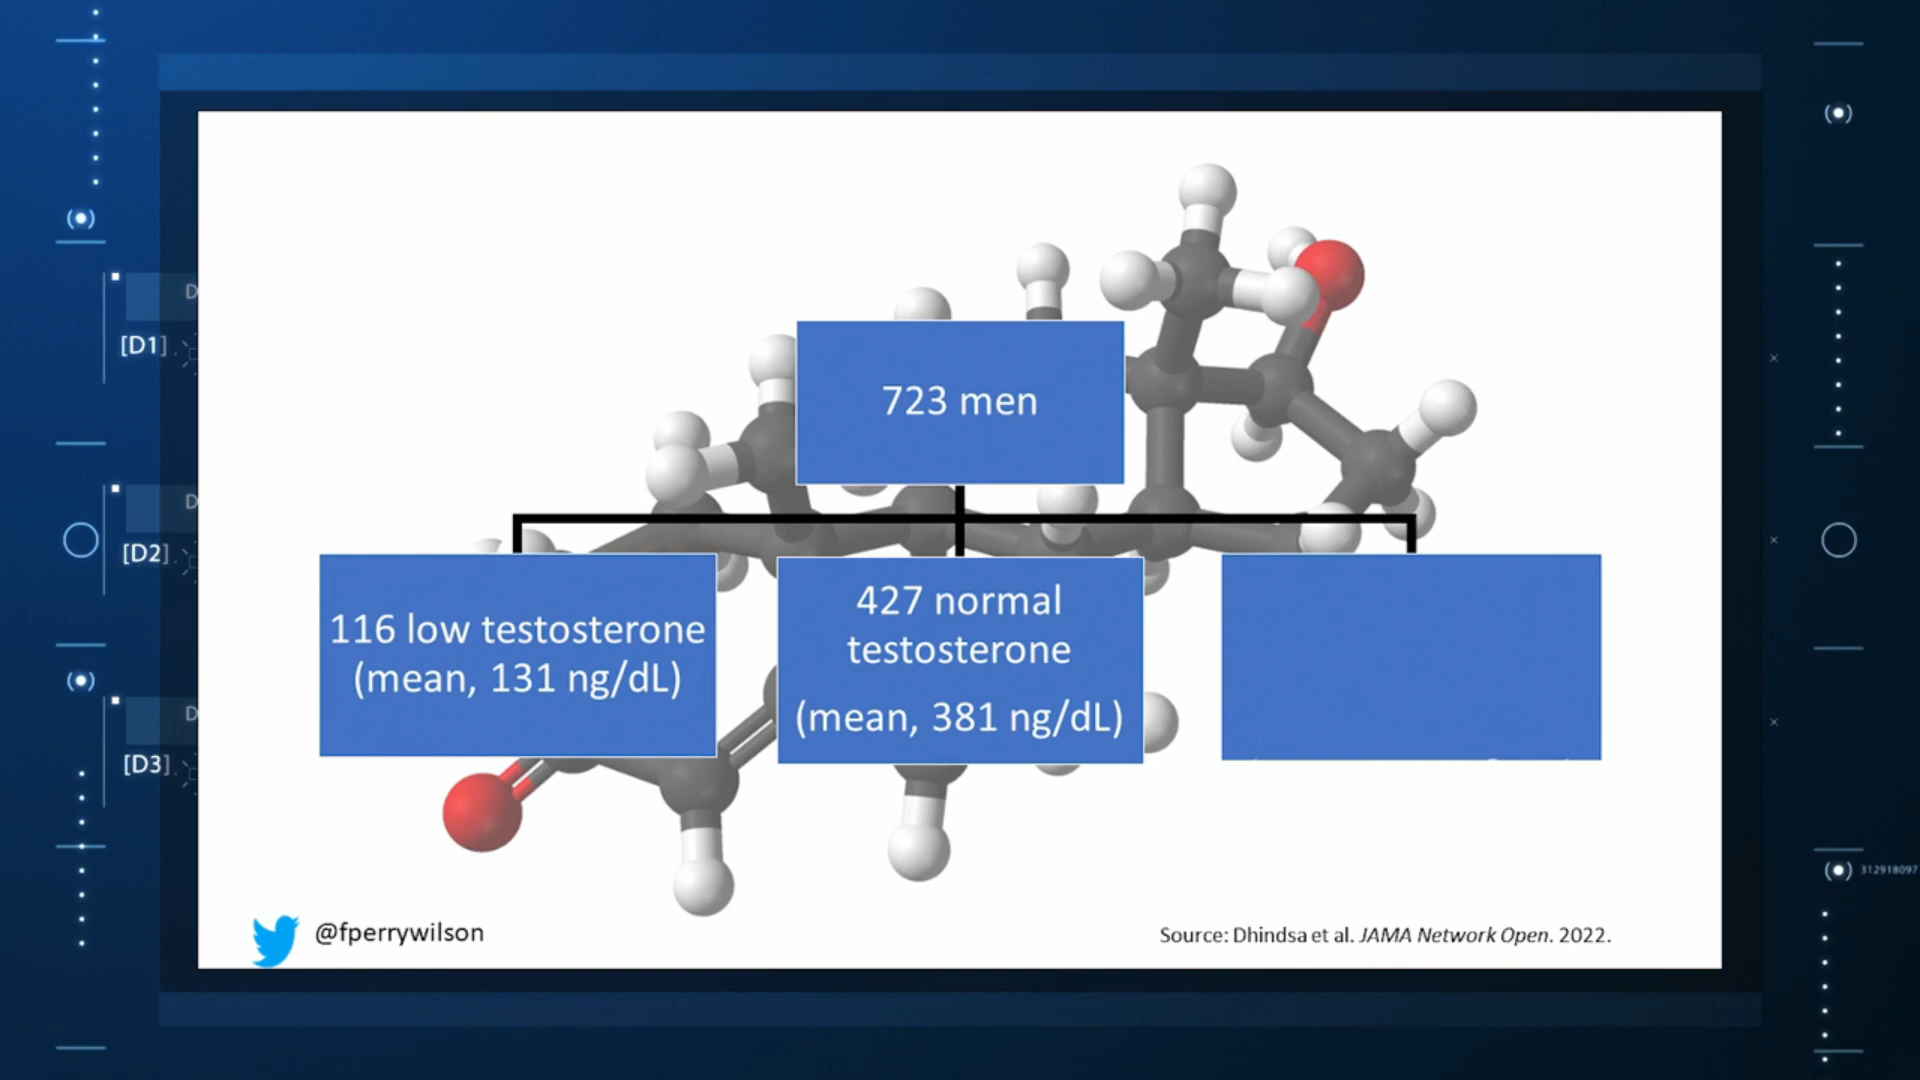 723 men
116 low testosterone
(mean, 131 ng/dL)
427 normal
testosterone
(mean, 381 ng/dL)
@fperrywilson
Source: Dhindsa et al. JAMA Network Open. 2022.
D
[D1]
D
[D2]
D
[D3]
312918097